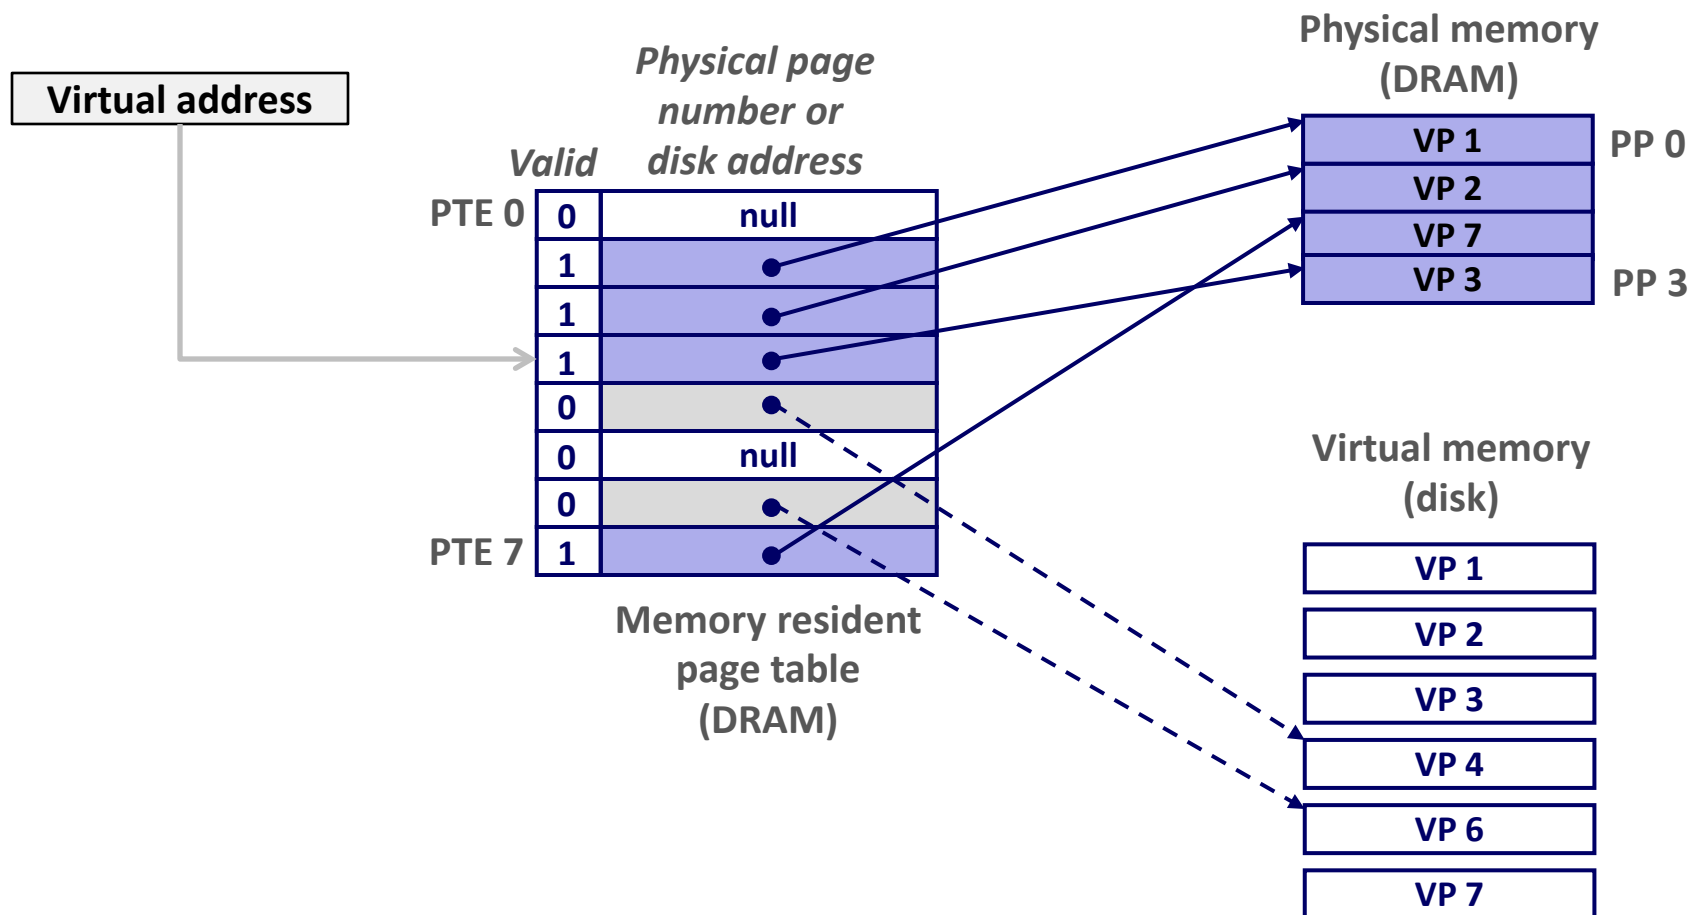 Virtual address
Physical page
number or
disk address
Valid
PTE 0
0
null
1
1
1
0
0
null
0
PTE 7
1
Memory resident
page table
(DRAM)
Physical memory
(DRAM)
VP 1
PP 0
VP 2
VP 7
VP 3
PP 3
Virtual memory
(disk)
VP 1
VP 2
VP 3
VP 4
VP 6
VP 7